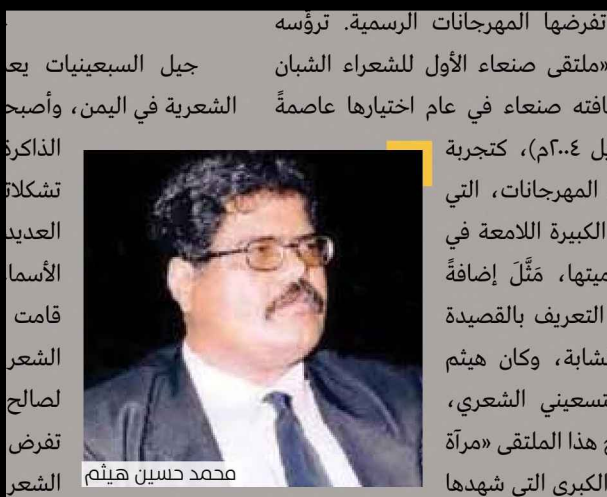 تفرضها المهرجانات الرسمية. ترؤسه
«ملتقى صنعاء الأول للشعراء الشبان
افته صنعاء في عام اختيارها عاصمةً
يل ٢٠٠٤م)، كتجربة
المهرجانات، التي
الكبيرة اللامعة في
ميتها، مَثَّلَ إضافةً
التعريف بالقصيدة
شابة، وكان هيثم
تسعيني الشعري،
هذا الملتقى «مرآة
الكبرى التي شهدها
محمد حسين هيثم
جيل السبعينيات يعد
الشعرية في اليمن، وأصبح
الذاكرة
تشكلات
العديد
الأسما
قامت
الشعر
لصالح
تفرض
الشعر